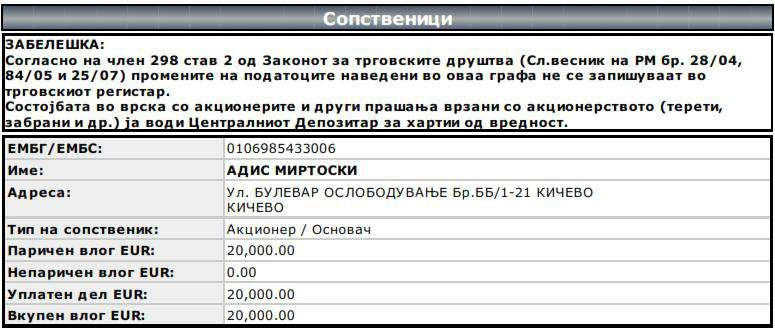 Сопственици
ЗАБЕЛЕШКА:
Согласно на член 298 став 2 од Законот за трговските друштва (Сл.весник на РМ бр. 28/04,
84/05 и 25/07) промените на податоците наведени во оваа графа не се запишуваат во
трговскиот регистар.
Состојбата во врска со акционерите и други прашања врзани со акционерството (терети,
забрани и др.) ја води Централниот Депозитар за хартии од вредност.
ЕМБГ/ЕМБС: 0106985433006
Име: АДИС МИРТОСКИ
Адреса: Ул. БУЛЕВАР ОСЛОБОДУВАЊЕ Бр.ББ/1-21 КИЧЕВО
КИЧЕВО
Тип на сопственик: Акционер / Основач
Паричен влог EUR: 20,000.00
Непаричен влог EUR: 0.00
Уплатен дел EUR: 20,000.00
Вкупен влог EUR: 20,000.00